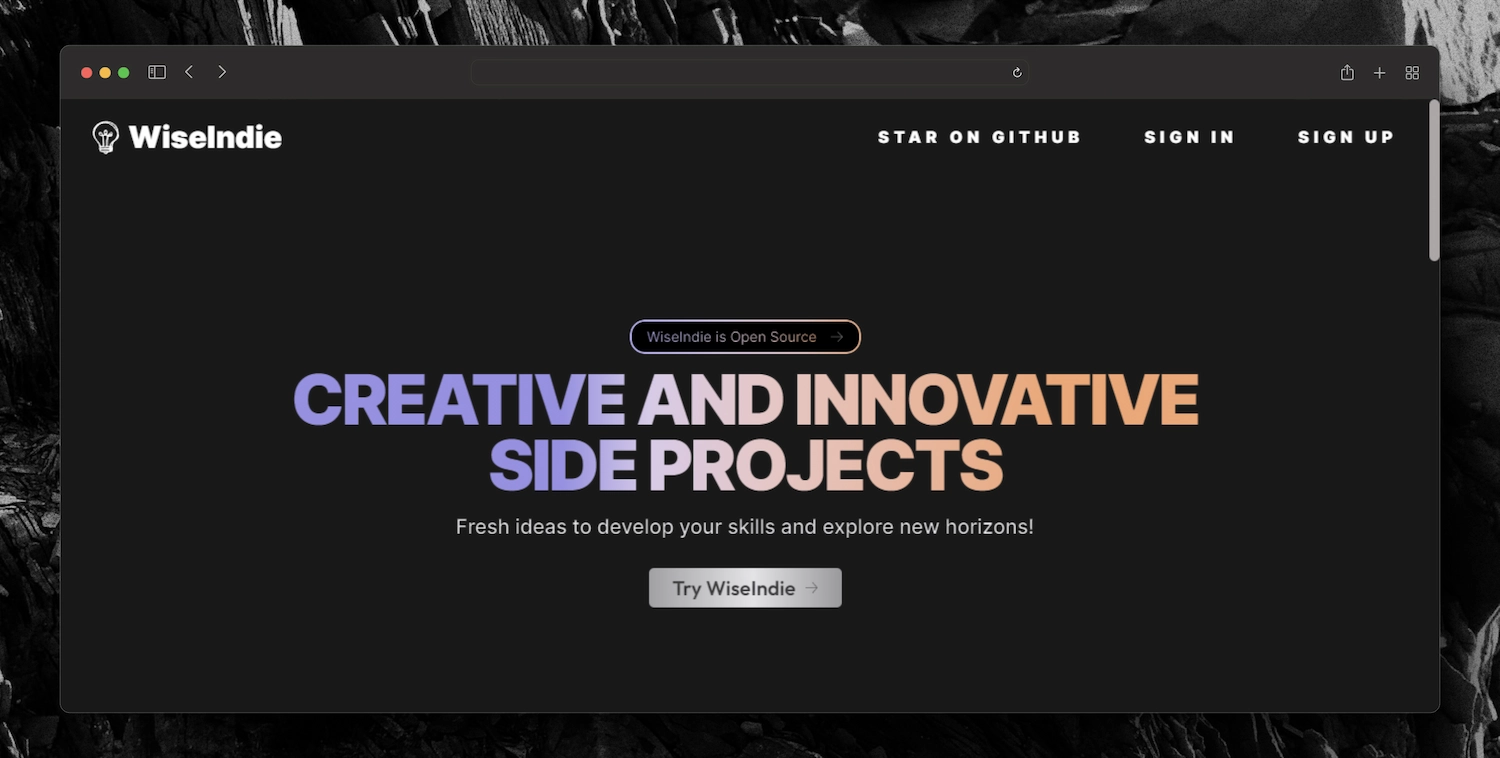 WiseIndie
STAR ON GITHUB
SIGN IN
SIGN UP
WiseIndie is Open Source →
CREATIVE AND INNOVATIVE
SIDE PROJECTS
Fresh ideas to develop your skills and explore new horizons!
Try WiseIndie →